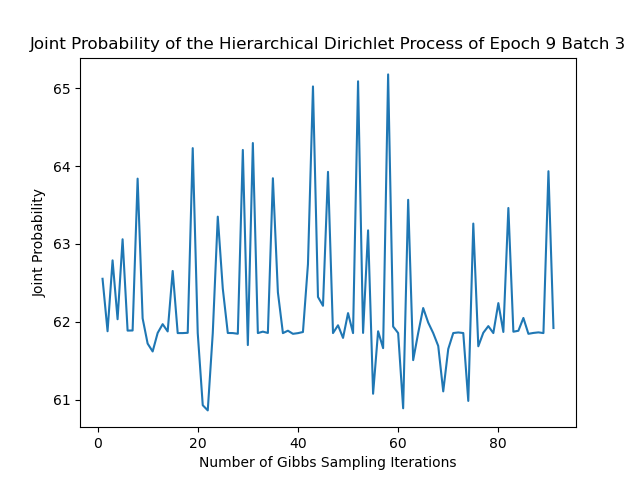 Joint Probability of the Hierarchical Dirichlet Process of Epoch 9 Batch 3
65
64
63
62
61
Joint Probability
0 20 40 60 80
Number of Gibbs Sampling Iterations